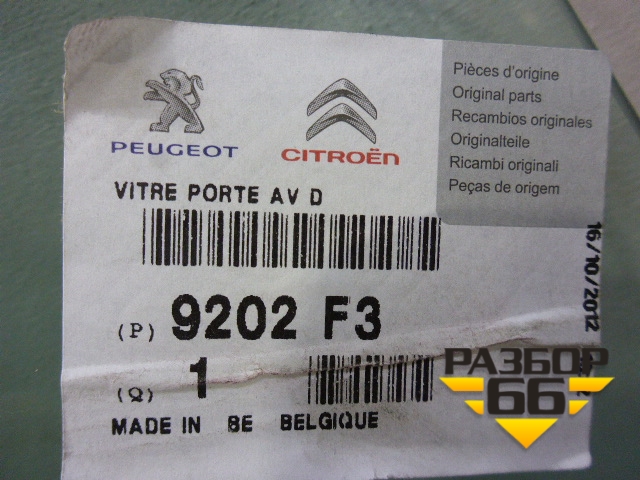 PEUGEOT
CITROËN
Pièces d'origine
Original parts
Recambios originales
Originalteile
Ricambi originali
Peças de origem
VITRE PORTE AV D
16/10/2012
(P) 9202 F3
(Q) 1
MADE IN BE BELGIQUE
РАЗБОР
66